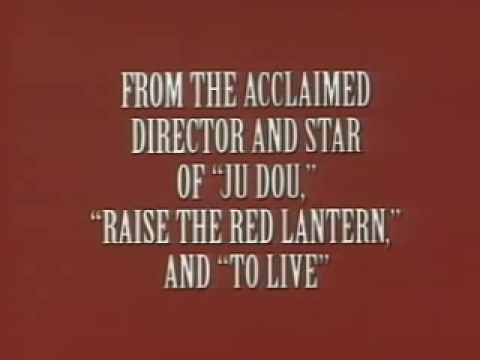 FROM THE ACCLAIMED
DIRECTOR AND STAR
OF “JU DOU,”
“RAISE THE RED LANTERN,”
AND “TO LIVE”